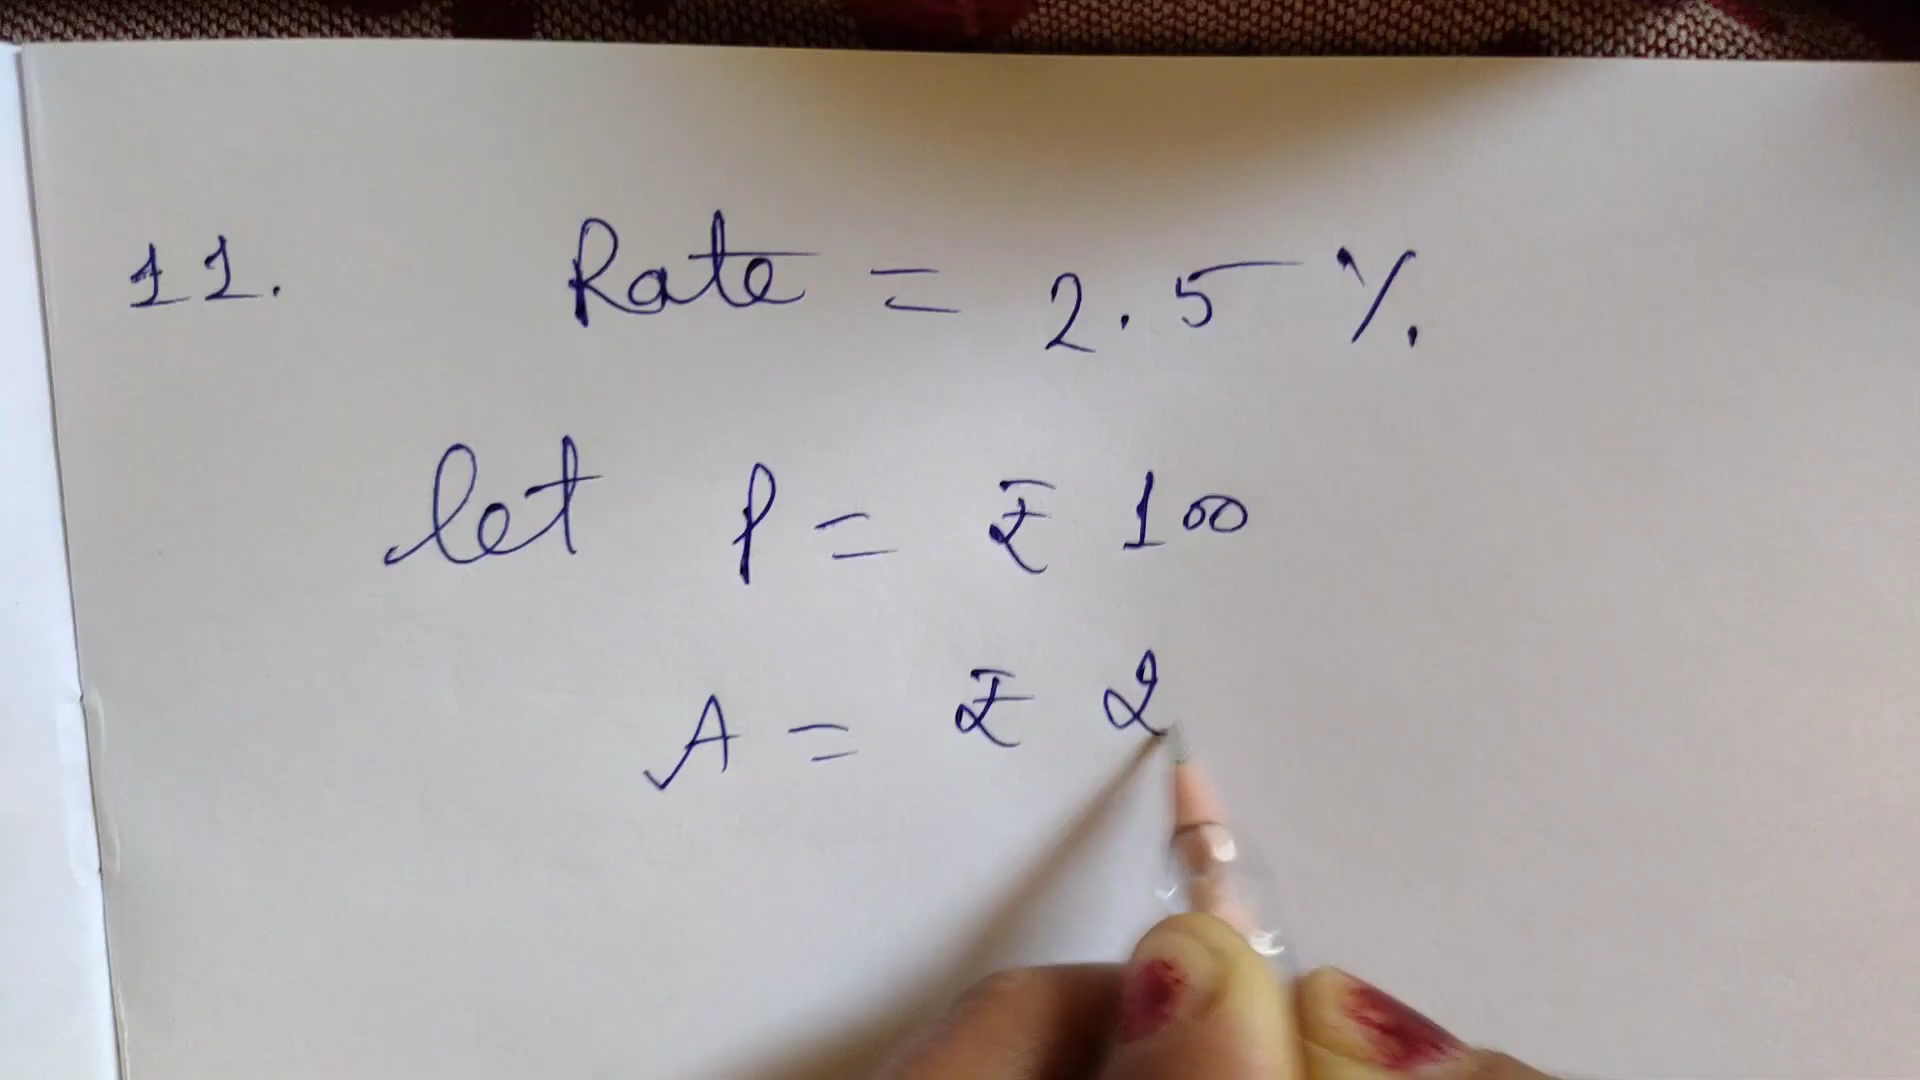 11. Rate = 2.5 %.
let P = ₹ 100
A = ₹ 2